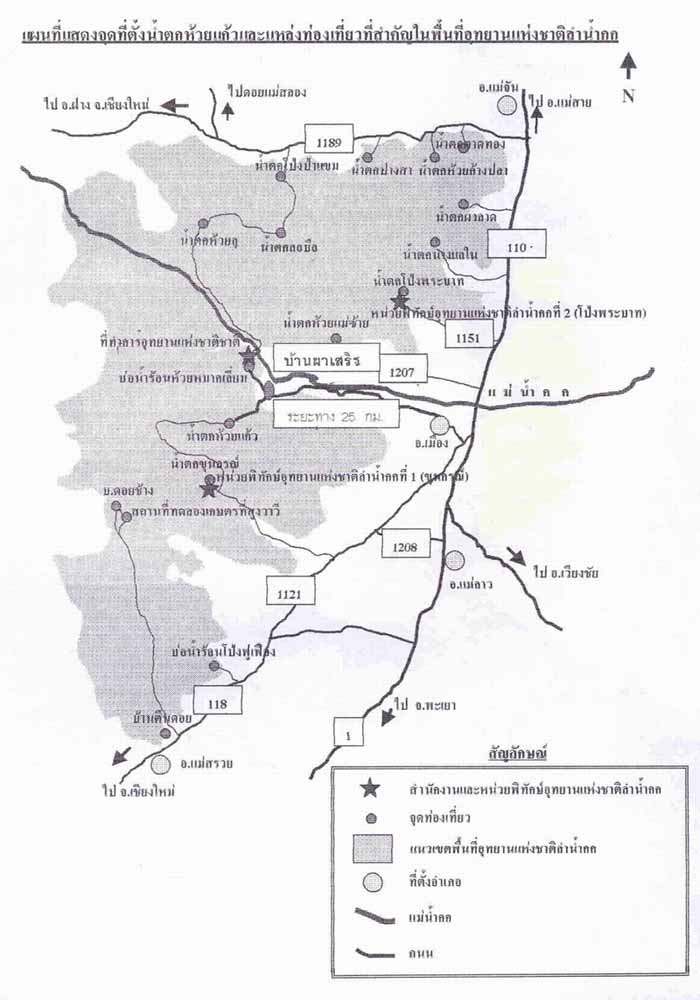 แผนที่แสดงจุดที่ตั้งน้ำตกห้วยแก้วและแหล่งท่องเที่ยวที่สำคัญในพื้นที่อุทยานแห่งชาติลำน้ำกก
N
ไปดอยแม่สลอง
อ.แม่จัน
ไป อ.ฝาง จ.เชียงใหม่
ไป อ.แม่สาย
1189
น้ำตกตาดทอง
น้ำตกโป่งป่าแขม
น้ำตกปางสา
น้ำตกห้วยล้างปลา
น้ำตกผาลาด
น้ำตกห้วยอุ
110
น้ำตกนางแลใน
น้ำตกโป่งพระบาท
หน่วยพิทักษ์อุทยานแห่งชาติลำน้ำกกที่ 2 (โป่งพระบาท)
น้ำตกห้วยแม่ซ้าย
1151
ที่ทำการอุทยานแห่งชาติ
บ้านผาเสริฐ
1207
บ่อน้ำร้อนห้วยหมากเลี่ยม
แม่น้ำกก
ระยะทาง 25 กม.
น้ำตกห้วยแก้ว
อ.เมือง
น้ำตกขุนกรณ์
หน่วยพิทักษ์อุทยานแห่งชาติลำน้ำกกที่ 1 (ขุนกรณ์)
บ.ดอยช้าง
สถานที่ทดลองเกษตรที่สูงวาวี
1208
อ.แม่ลาว
ไป อ.เวียงชัย
1121
บ่อน้ำร้อนโป่งฟูเฟือง
118
ไป จ.พะเยา
บ้านตีนดอย
1
อ.แม่สรวย
ไป จ.เชียงใหม่
สัญลักษณ์
สำนักงานและหน่วยพิทักษ์อุทยานแห่งชาติลำน้ำกก
จุดท่องเที่ยว
แนวเขตพื้นที่อุทยานแห่งชาติลำน้ำกก
ที่ตั้งอำเภอ
แม่น้ำกก
ถนน